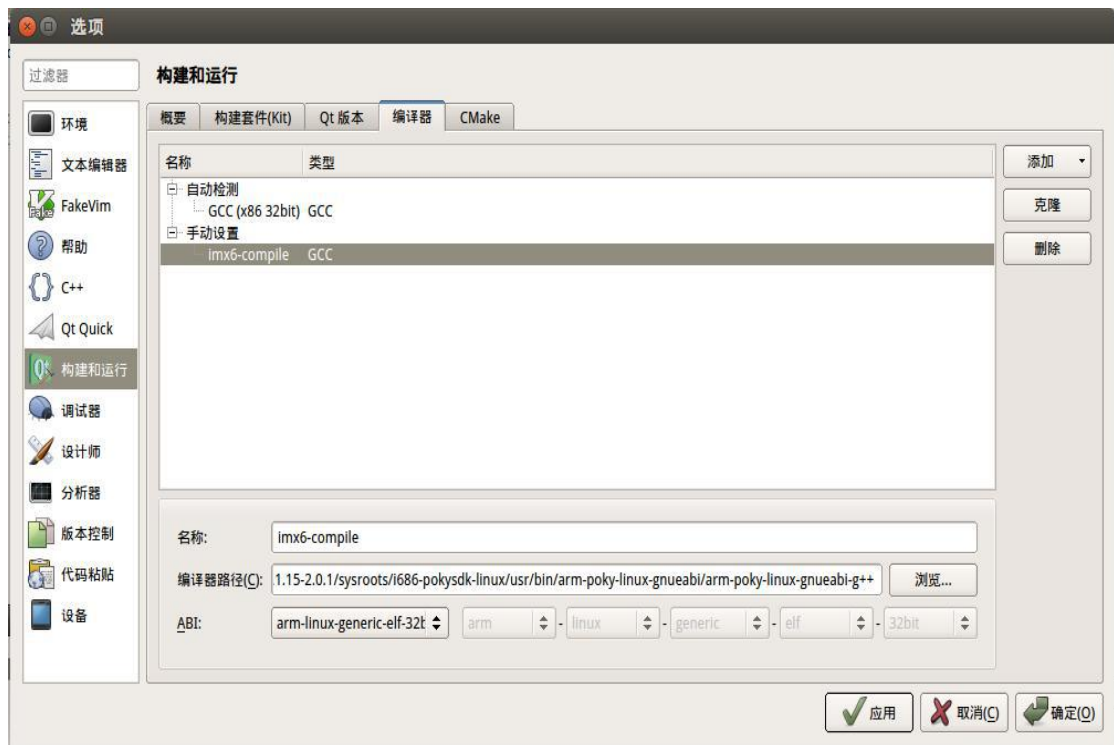 选项
过滤器
构建和运行
环境
文本编辑器
FakeVim
帮助
C++
Qt Quick
构建和运行
调试器
设计师
分析器
版本控制
代码粘贴
设备
概要 构建套件(Kit) Qt 版本 编译器 CMake
名称 类型
自动检测
GCC (x86 32bit) GCC
手动设置
imx6-compile GCC
添加
克隆
删除
名称: imx6-compile
编译器路径(C): 1.15-2.0.1/sysroots/i686-pokysdk-linux/usr/bin/arm-poky-linux-gnueabi/arm-poky-linux-gnueabi-g++ 浏览...
ABI: arm-linux-generic-elf-32b arm - linux - generic - elf - 32bit
应用 取消(C) 确定(O)